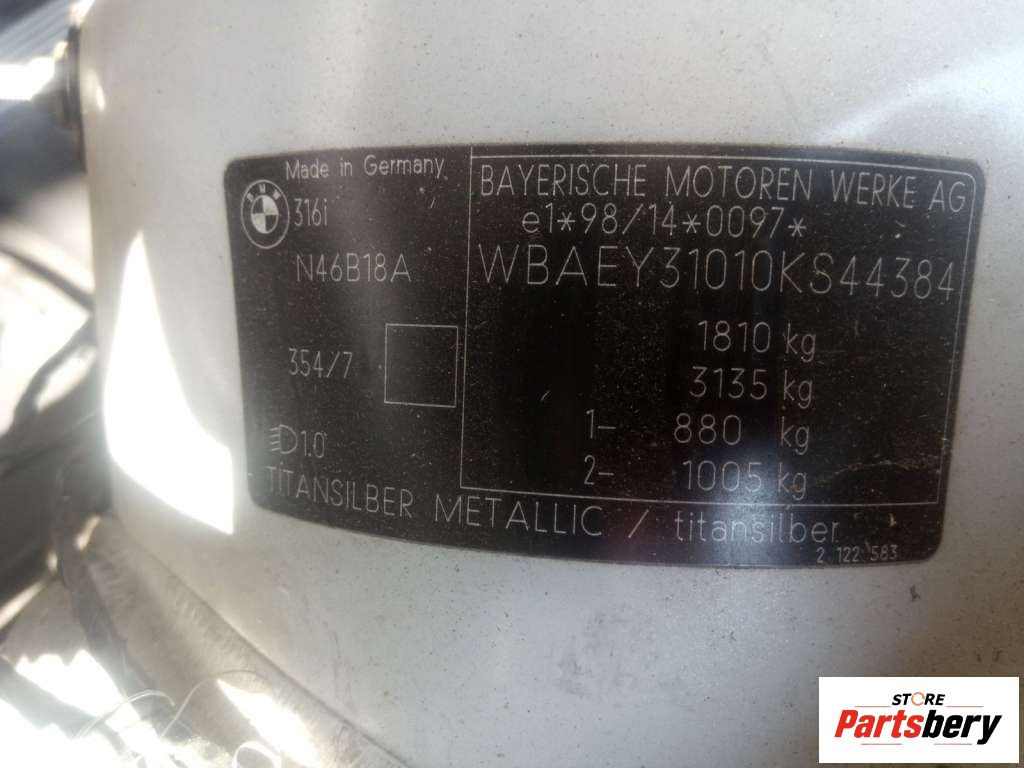 Made in Germany
BMW
316i
N46B18A
354/7
1.0
BAYERISCHE MOTOREN WERKE AG
e1*98/14*0097*
WBAEY31010KS44384
1810 kg
3135 kg
1- 880 kg
2- 1005 kg
TITANSILBER METALLIC / titansilber
2 122 583
STORE
Partsbery